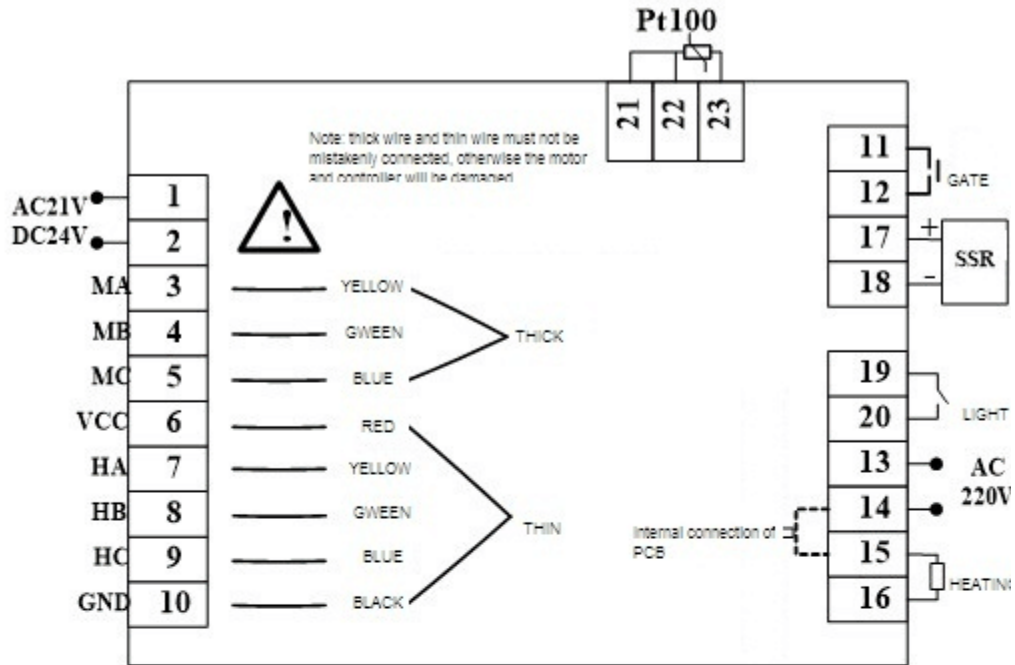 Pt100
21 22 23
Note: thick wire and thin wire must not be
mistakenly connected, otherwise the motor
and controller will be damaged
AC21V
DC24V
1
2
MA 3 YELLOW
MB 4 GWEEN
MC 5 BLUE
THICK
VCC 6 RED
HA 7 YELLOW
HB 8 GWEEN
HC 9 BLUE
GND 10 BLACK
THIN
!
11
12
GATE
17 +
18 -
SSR
19
20
LIGHT
13
14
AC
220V
Internal connection of
PCB
15
16
HEATING